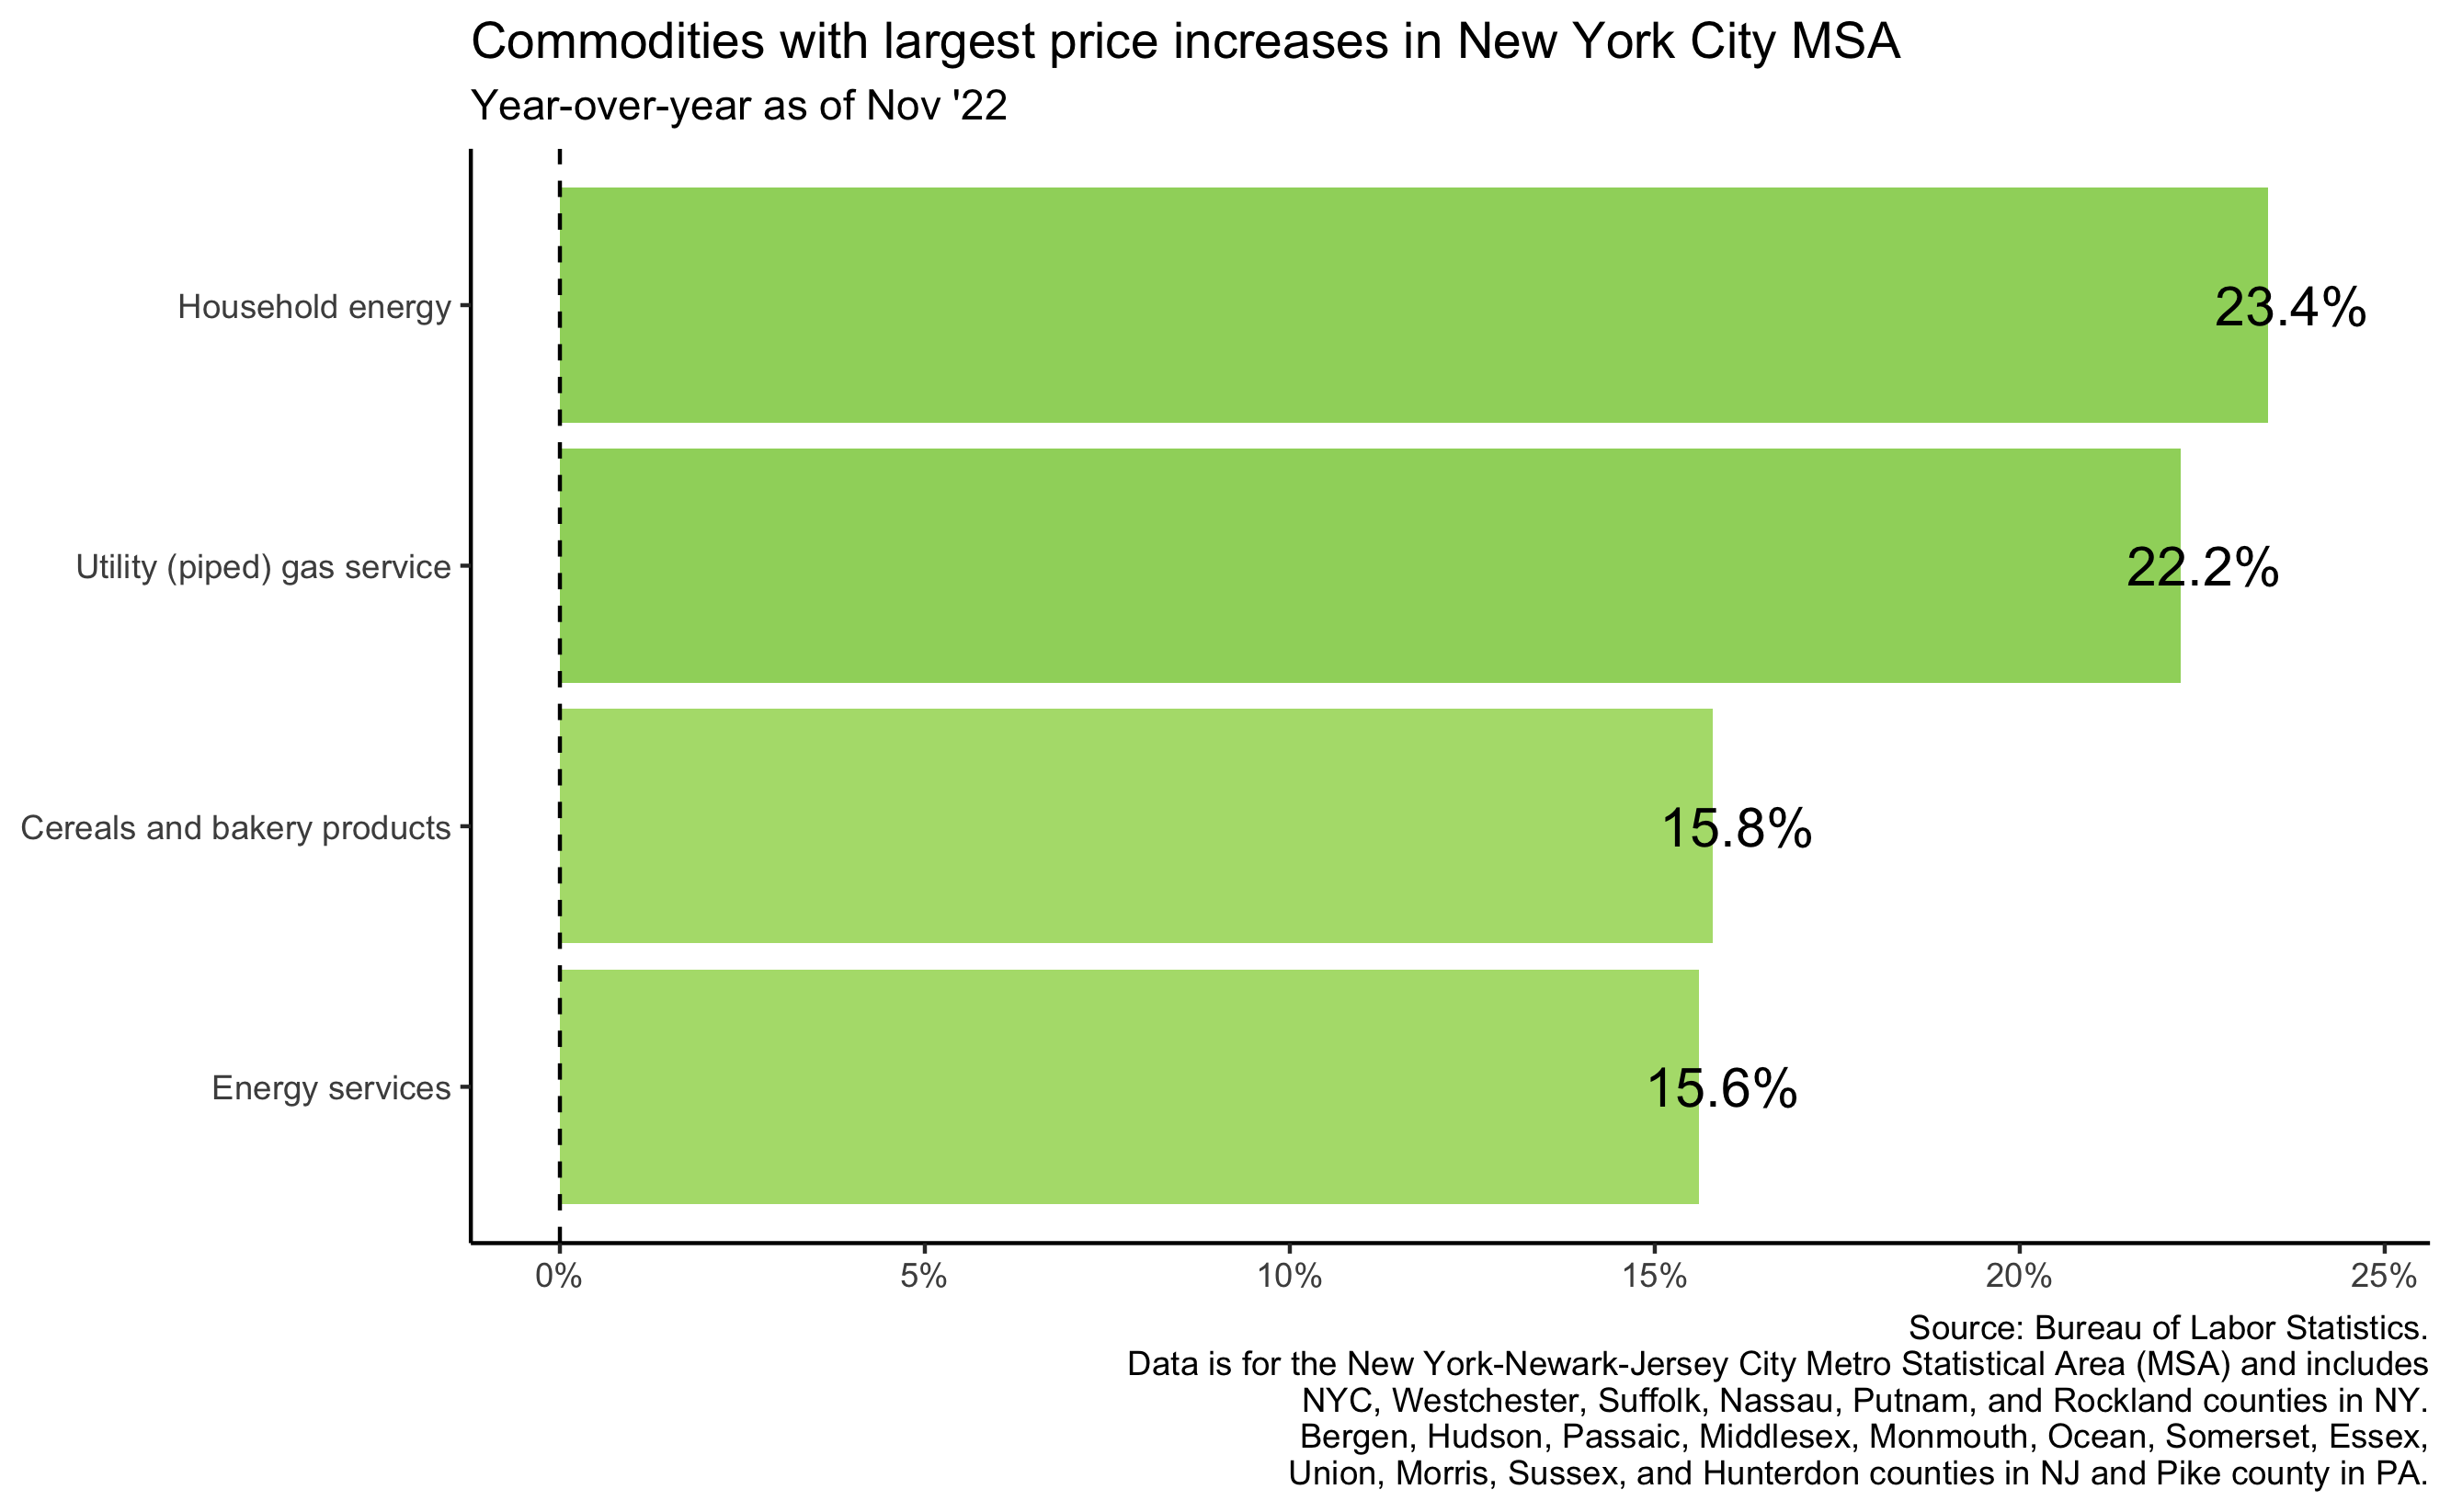 Commodities with largest price increases in New York City MSA
Year-over-year as of Nov '22
Household energy
23.4%
Utility (piped) gas service
22.2%
Cereals and bakery products
15.8%
Energy services
15.6%
0% 5% 10% 15% 20% 25%
Source: Bureau of Labor Statistics.
Data is for the New York-Newark-Jersey City Metro Statistical Area (MSA) and includes
NYC, Westchester, Suffolk, Nassau, Putnam, and Rockland counties in NY.
Bergen, Hudson, Passaic, Middlesex, Monmouth, Ocean, Somerset, Essex,
Union, Morris, Sussex, and Hunterdon counties in NJ and Pike county in PA.